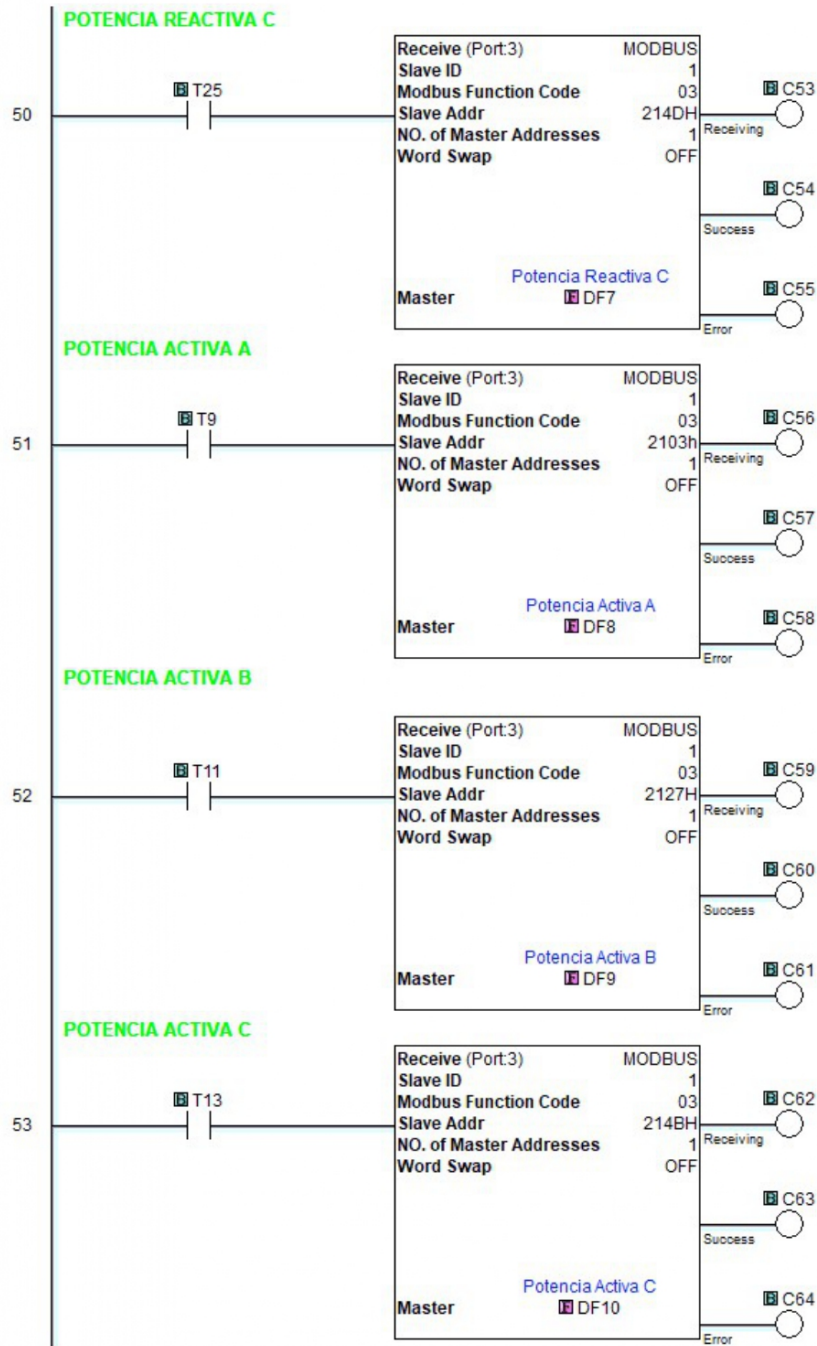 POTENCIA REACTIVA C
50
B T25
Receive (Port:3) MODBUS
Slave ID 1
Modbus Function Code 03
Slave Addr 214DH
NO. of Master Addresses 1
Word Swap OFF
Potencia Reactiva C
Master F DF7
B C53
Receiving
B C54
Success
B C55
Error
POTENCIA ACTIVA A
51
B T9
Receive (Port:3) MODBUS
Slave ID 1
Modbus Function Code 03
Slave Addr 2103h
NO. of Master Addresses 1
Word Swap OFF
Potencia Activa A
Master F DF8
B C56
Receiving
B C57
Success
B C58
Error
POTENCIA ACTIVA B
52
B T11
Receive (Port:3) MODBUS
Slave ID 1
Modbus Function Code 03
Slave Addr 2127H
NO. of Master Addresses 1
Word Swap OFF
Potencia Activa B
Master F DF9
B C59
Receiving
B C60
Success
B C61
Error
POTENCIA ACTIVA C
53
B T13
Receive (Port:3) MODBUS
Slave ID 1
Modbus Function Code 03
Slave Addr 214BH
NO. of Master Addresses 1
Word Swap OFF
Potencia Activa C
Master F DF10
B C62
Receiving
B C63
Success
B C64
Error